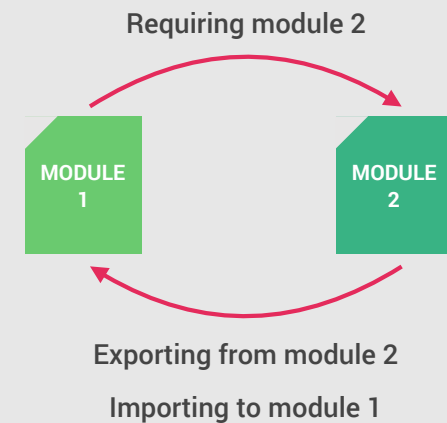 Requiring module 2
MODULE
1
MODULE
2
Exporting from module 2
Importing to module 1